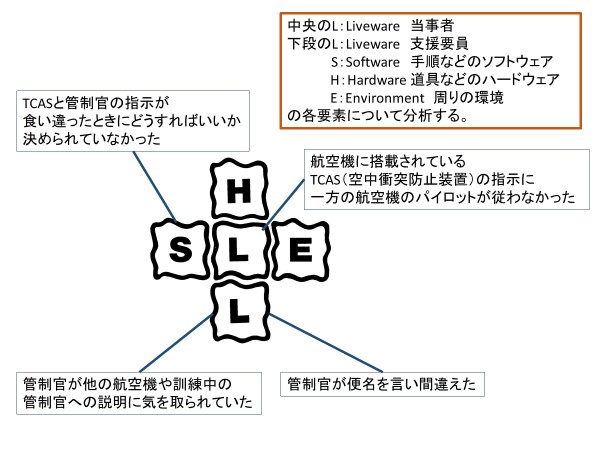 中央のL：Liveware 当事者
下段のL：Liveware 支援要員
S：Software 手順などのソフトウェア
H：Hardware 道具などのハードウェア
E：Environment 周りの環境
の各要素について分析する。
TCASと管制官の指示が
食い違ったときにどうすればいいか
決められていなかった
航空機に搭載されている
TCAS（空中衝突防止装置）の指示に
一方の航空機のパイロットが従わなかった
H
S L E
L
管制官が他の航空機や訓練中の
管制官への説明に気を取られていた
管制官が便名を言い間違えた